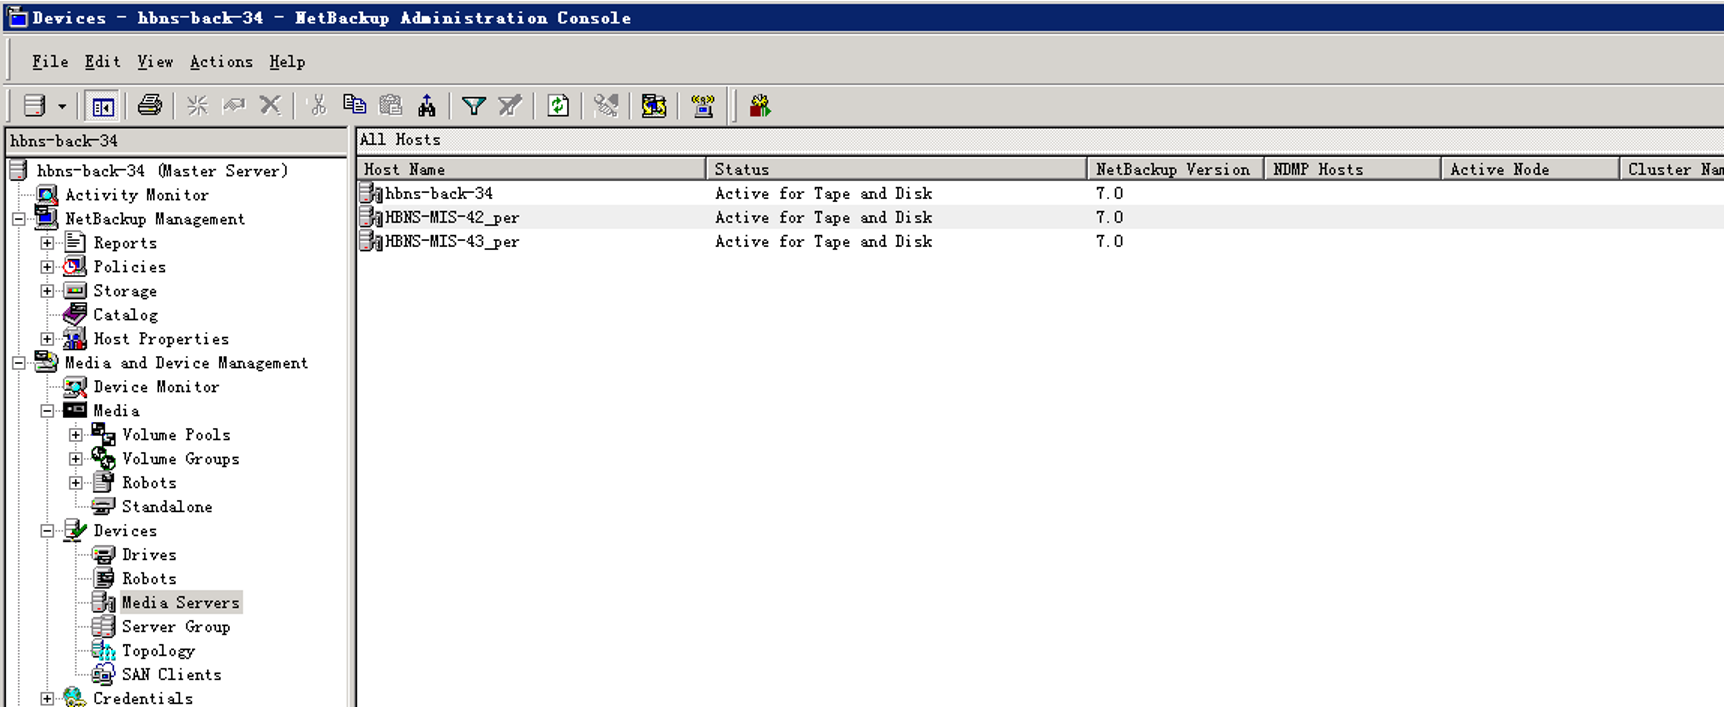 Devices - hbns-back-34 - NetBackup Administration Console
File Edit View Actions Help
hbns-back-34
All Hosts
hbns-back-34 (Master Server)
Activity Monitor
NetBackup Management
Reports
Policies
Storage
Catalog
Host Properties
Media and Device Management
Device Monitor
Media
Volume Pools
Volume Groups
Robots
Standalone
Devices
Drives
Robots
Media Servers
Server Group
Topology
SAN Clients
Credentials
Host Name Status NetBackup Version NDMP Hosts Active Node Cluster Nam
hbns-back-34 Active for Tape and Disk 7.0
HBNS-MIS-42_per Active for Tape and Disk 7.0
HBNS-MIS-43_per Active for Tape and Disk 7.0